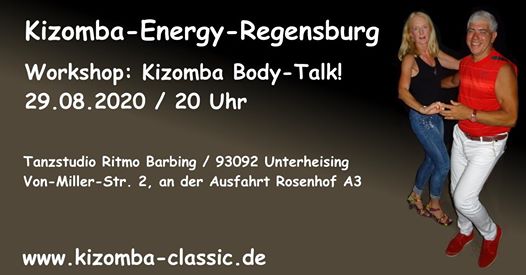 Kizomba-Energy-Regensburg
Workshop: Kizomba Body-Talk!
29.08.2020 / 20 Uhr
Tanzstudio Ritmo Barbing / 93092 Unterheising
Von-Miller-Str. 2, an der Ausfahrt Rosenhof A3
www.kizomba-classic.de